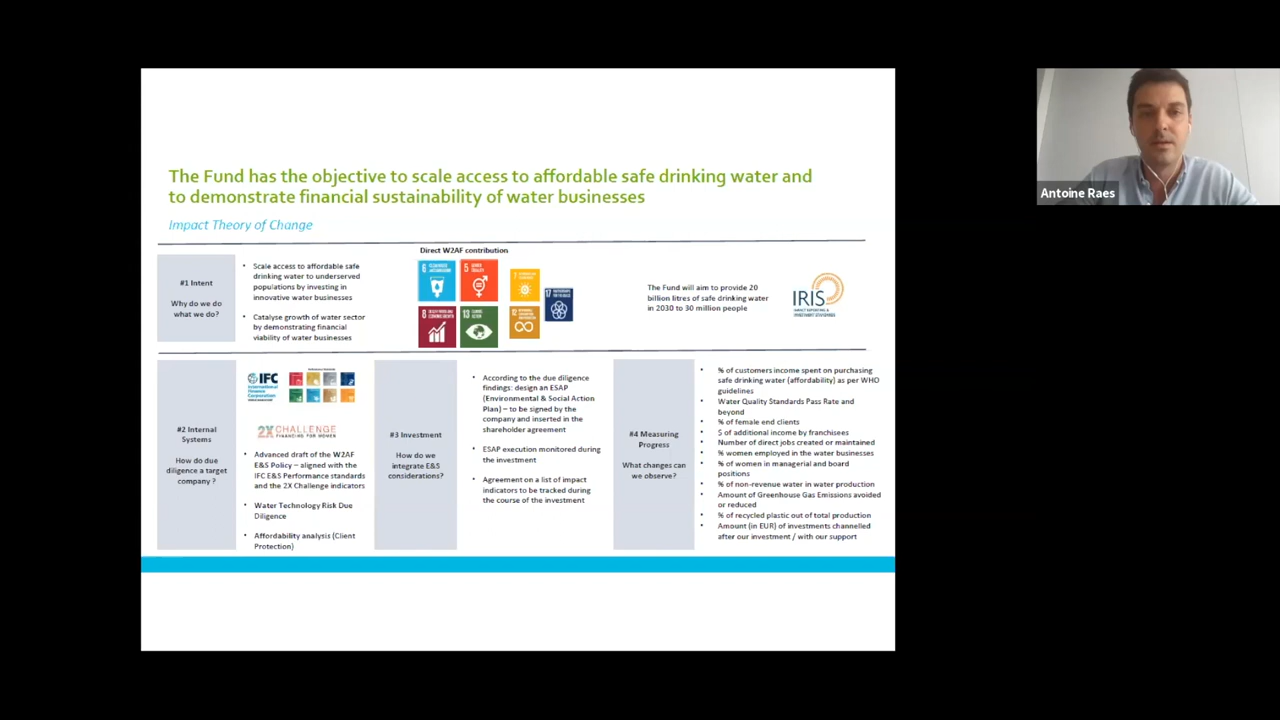 The Fund has the objective to scale access to affordable safe drinking water and
to demonstrate financial sustainability of water businesses
Impact Theory of Change
Direct W2AF contribution
#1 Intent
Why do we do
what we do?
• Scale access to affordable safe
drinking water to underserved
populations by investing in
innovative water businesses
• Catalyse growth of water sector
by demonstrating financial
viability of water businesses
6
5
7
17
8
13
12
The Fund will aim to provide 20
billion litres of safe drinking water
in 2030 to 30 million people
IRIS
#2 Internal
Systems
How do due
diligence a target
company ?
IFC
International
Finance
Corporation
2X CHALLENGE
FINANCING FOR WOMEN
• Advanced draft of the W2AF
E&S Policy – aligned with the
IFC E&S Performance standards
and the 2X Challenge indicators
• Water Technology Risk Due
Diligence
• Affordability analysis (Client
Protection)
#3 Investment
How do we
integrate E&S
considerations?
• According to the due diligence
findings: design an ESAP
(Environmental & Social Action
Plan) – to be signed by the
company and inserted in the
shareholder agreement
• ESAP execution monitored during
the investment
• Agreement on a list of impact
indicators to be tracked during
the course of the investment
#4 Measuring
Progress
What changes can
we observe?
• % of customers income spent on purchasing
safe drinking water (affordability) as per WHO
guidelines
• Water Quality Standards Pass Rate and
beyond
• % of female end clients
• $ of additional income by franchisees
• Number of direct jobs created or maintained
• % women employed in the water businesses
• % of women in managerial and board
positions
• % of non-revenue water in water production
• Amount of Greenhouse Gas Emissions avoided
or reduced
• % of recycled plastic out of total production
• Amount (in EUR) of investments channelled
after our investment / with our support
Antoine Raes